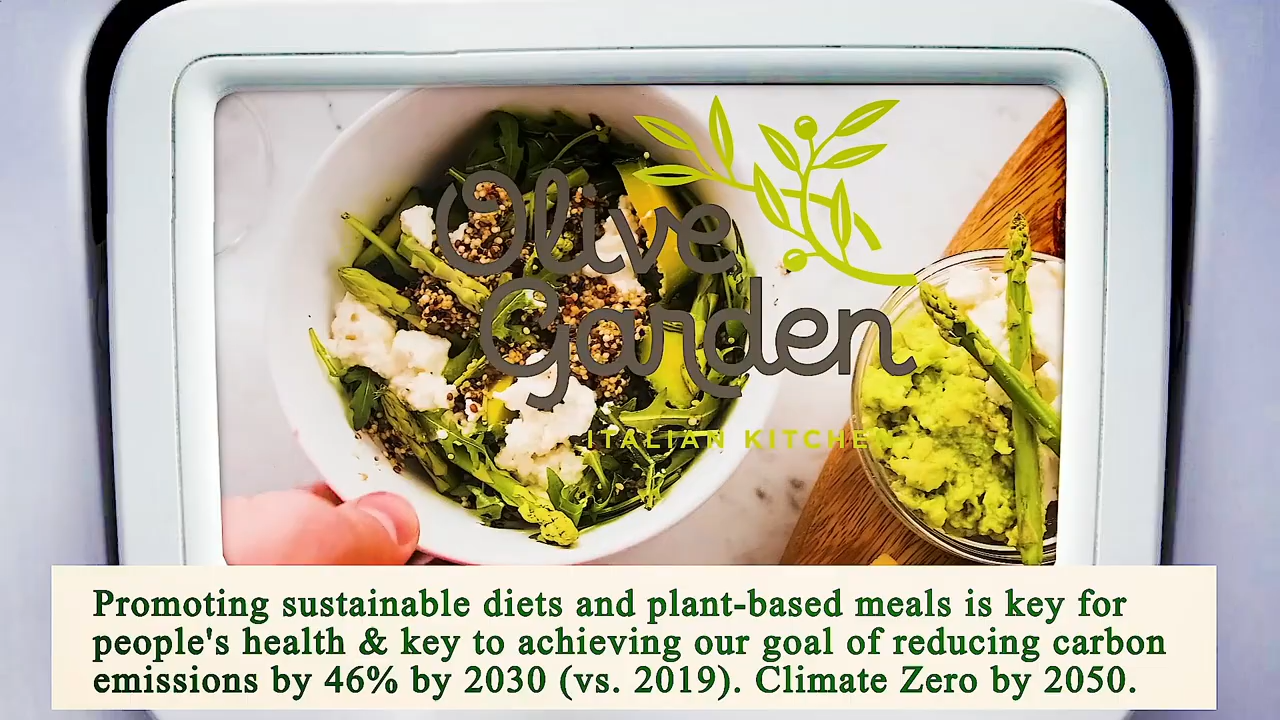 Olive
Garden
ITALIAN KITCHEN
Promoting sustainable diets and plant-based meals is key for
people's health & key to achieving our goal of reducing carbon
emissions by 46% by 2030 (vs. 2019). Climate Zero by 2050.